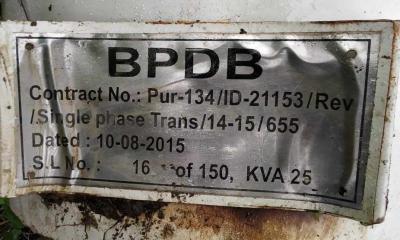 BPDB
Contract No.: Pur-134/ID-21153/Rev
/Single phase Trans/14-15/655
Dated : 10-08-2015
S.L No. : 16 of 150, KVA 25